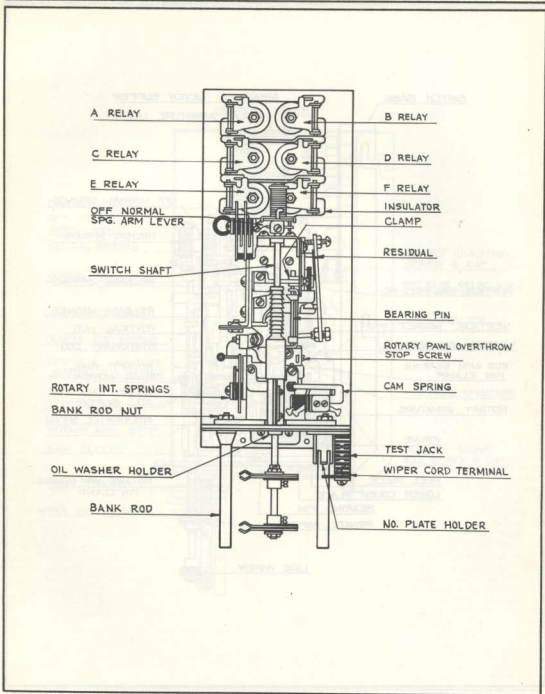 A RELAY
B RELAY
C RELAY
D RELAY
E RELAY
F RELAY
INSULATOR
OFF NORMAL
SPG. ARM LEVER
CLAMP
RESIDUAL
SWITCH SHAFT
BEARING PIN
ROTARY PAWL OVERTHROW
STOP SCREW
ROTARY INT. SPRINGS
CAM SPRING
BANK ROD NUT
TEST JACK
OIL WASHER HOLDER
WIPER CORD TERMINAL
BANK ROD
NO. PLATE HOLDER